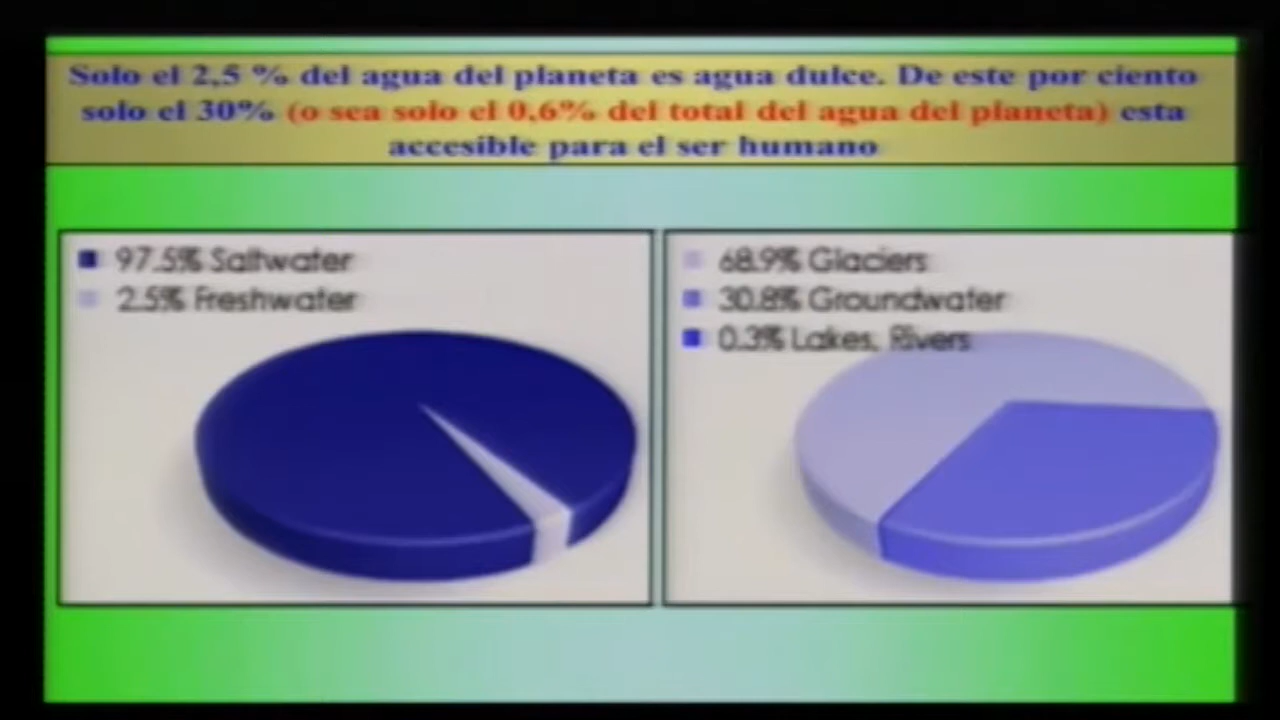 Solo el 2,5 % del agua del planeta es agua dulce. De este por ciento
solo el 30% (o sea solo el 0,6% del total del agua del planeta) esta
accesible para el ser humano
97.5% Saltwater
2.5% Freshwater
68.9% Glaciers
30.8% Groundwater
0.3% Lakes, Rivers